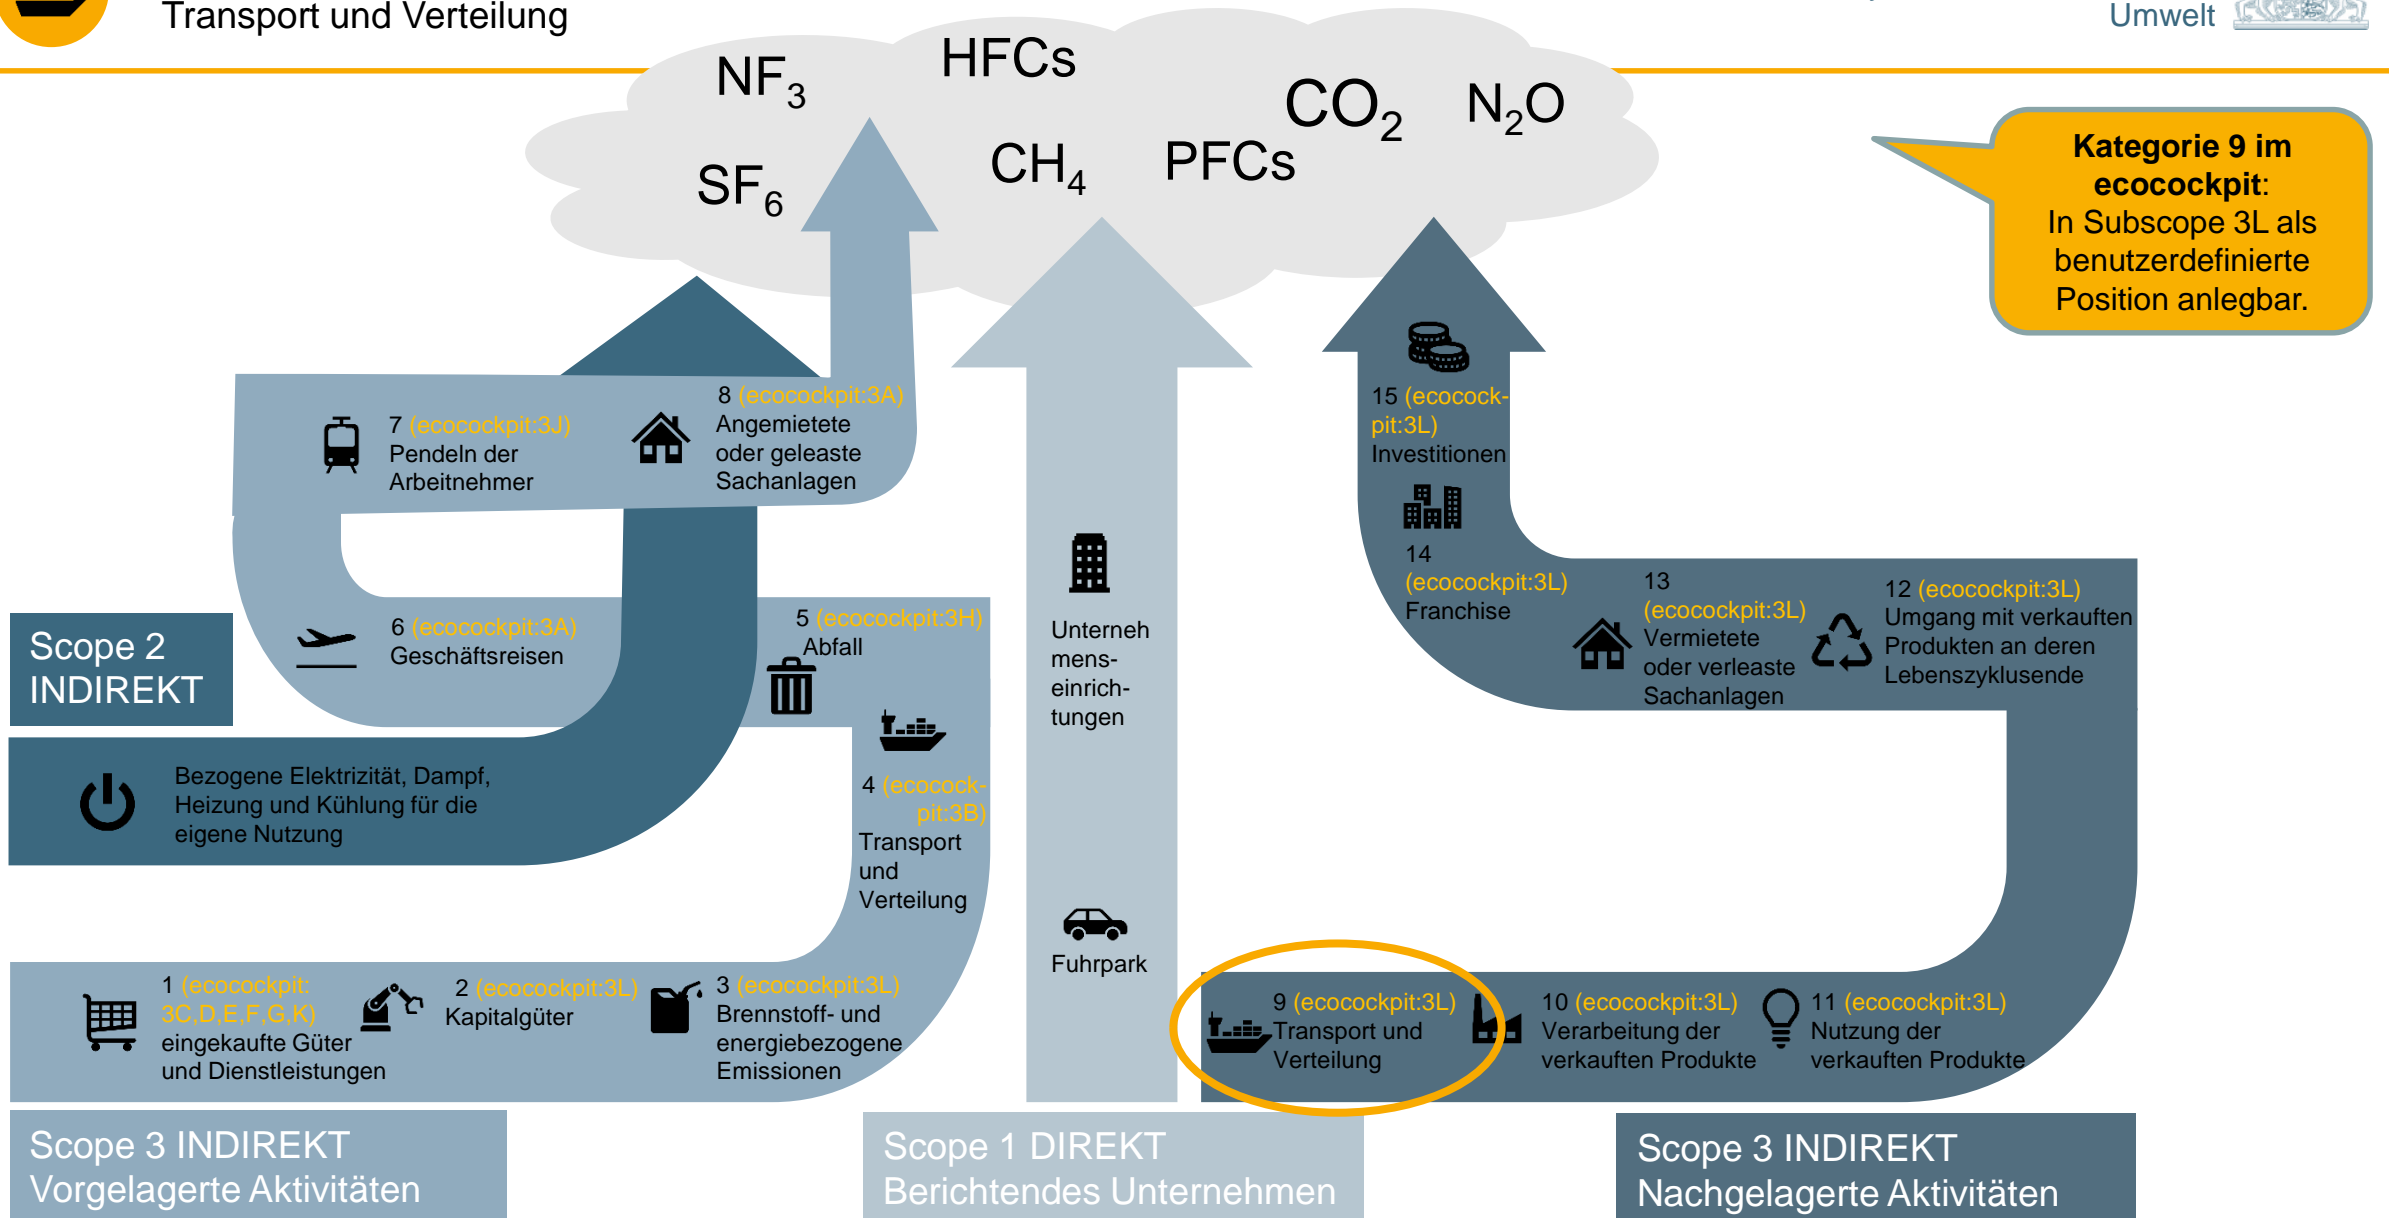 Transport und Verteilung
Umwelt
NF3
HFCs
CO2
N2O
SF6
CH4
PFCs
Kategorie 9 im
ecocockpit:
In Subscope 3L als
benutzerdefinierte
Position anlegbar.
7 (ecocockpit:3J)
Pendeln der
Arbeitnehmer
8 (ecocockpit:3A)
Angemietete
oder geleaste
Sachanlagen
15 (ecocock-
pit:3L)
Investitionen
14
(ecocockpit:3L)
Franchise
13
(ecocockpit:3L)
Vermietete
oder verleaste
Sachanlagen
12 (ecocockpit:3L)
Umgang mit verkauften
Produkten an deren
Lebenszyklusende
Scope 2
INDIREKT
6 (ecocockpit:3A)
Geschäftsreisen
5 (ecocockpit:3H)
Abfall
Unterneh
mens-
einrich-
tungen
Bezogene Elektrizität, Dampf,
Heizung und Kühlung für die
eigene Nutzung
4 (ecocock-
pit:3B)
Transport
und
Verteilung
Fuhrpark
1 (ecocockpit:
3C,D,E,F,G,K)
eingekaufte Güter
und Dienstleistungen
2 (ecocockpit:3L)
Kapitalgüter
3 (ecocockpit:3L)
Brennstoff- und
energiebezogene
Emissionen
9 (ecocockpit:3L)
Transport und
Verteilung
10 (ecocockpit:3L)
Verarbeitung der
verkauften Produkte
11 (ecocockpit:3L)
Nutzung der
verkauften Produkte
Scope 3 INDIREKT
Vorgelagerte Aktivitäten
Scope 1 DIREKT
Berichtendes Unternehmen
Scope 3 INDIREKT
Nachgelagerte Aktivitäten